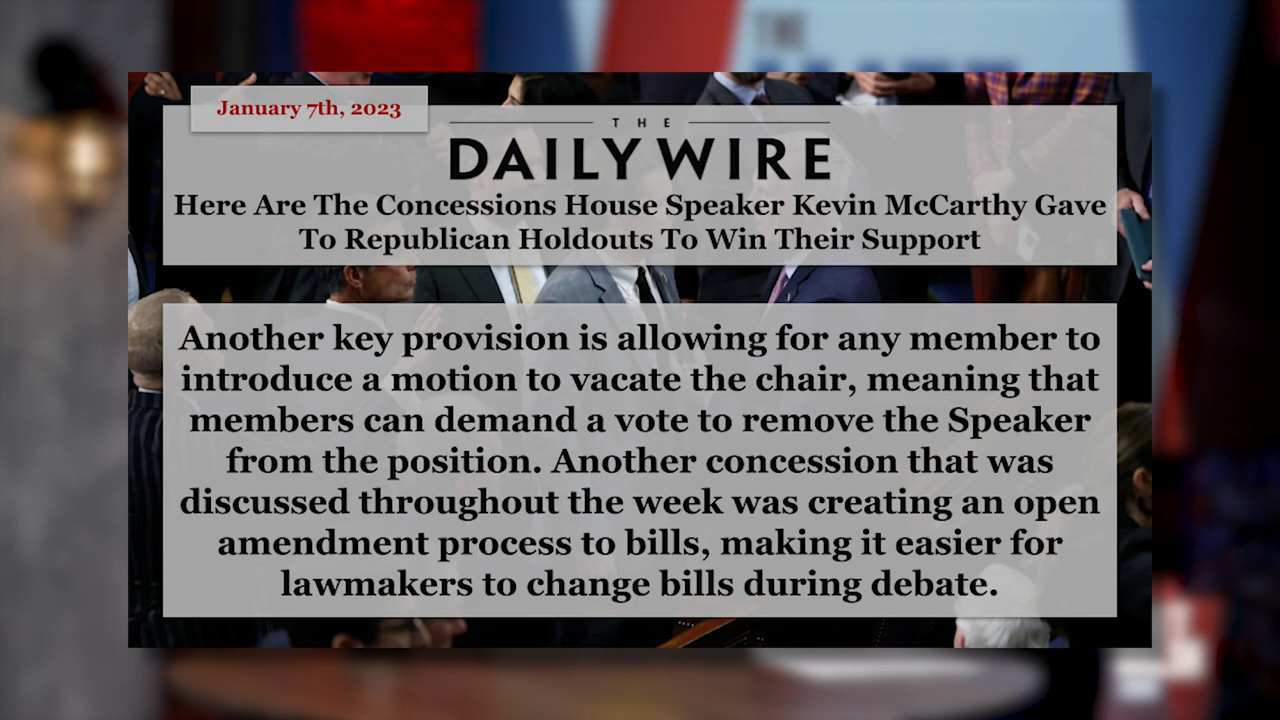 January 7th, 2023
THE
DAILY WIRE
Here Are The Concessions House Speaker Kevin McCarthy Gave
To Republican Holdouts To Win Their Support
Another key provision is allowing for any member to
introduce a motion to vacate the chair, meaning that
members can demand a vote to remove the Speaker
from the position. Another concession that was
discussed throughout the week was creating an open
amendment process to bills, making it easier for
lawmakers to change bills during debate.